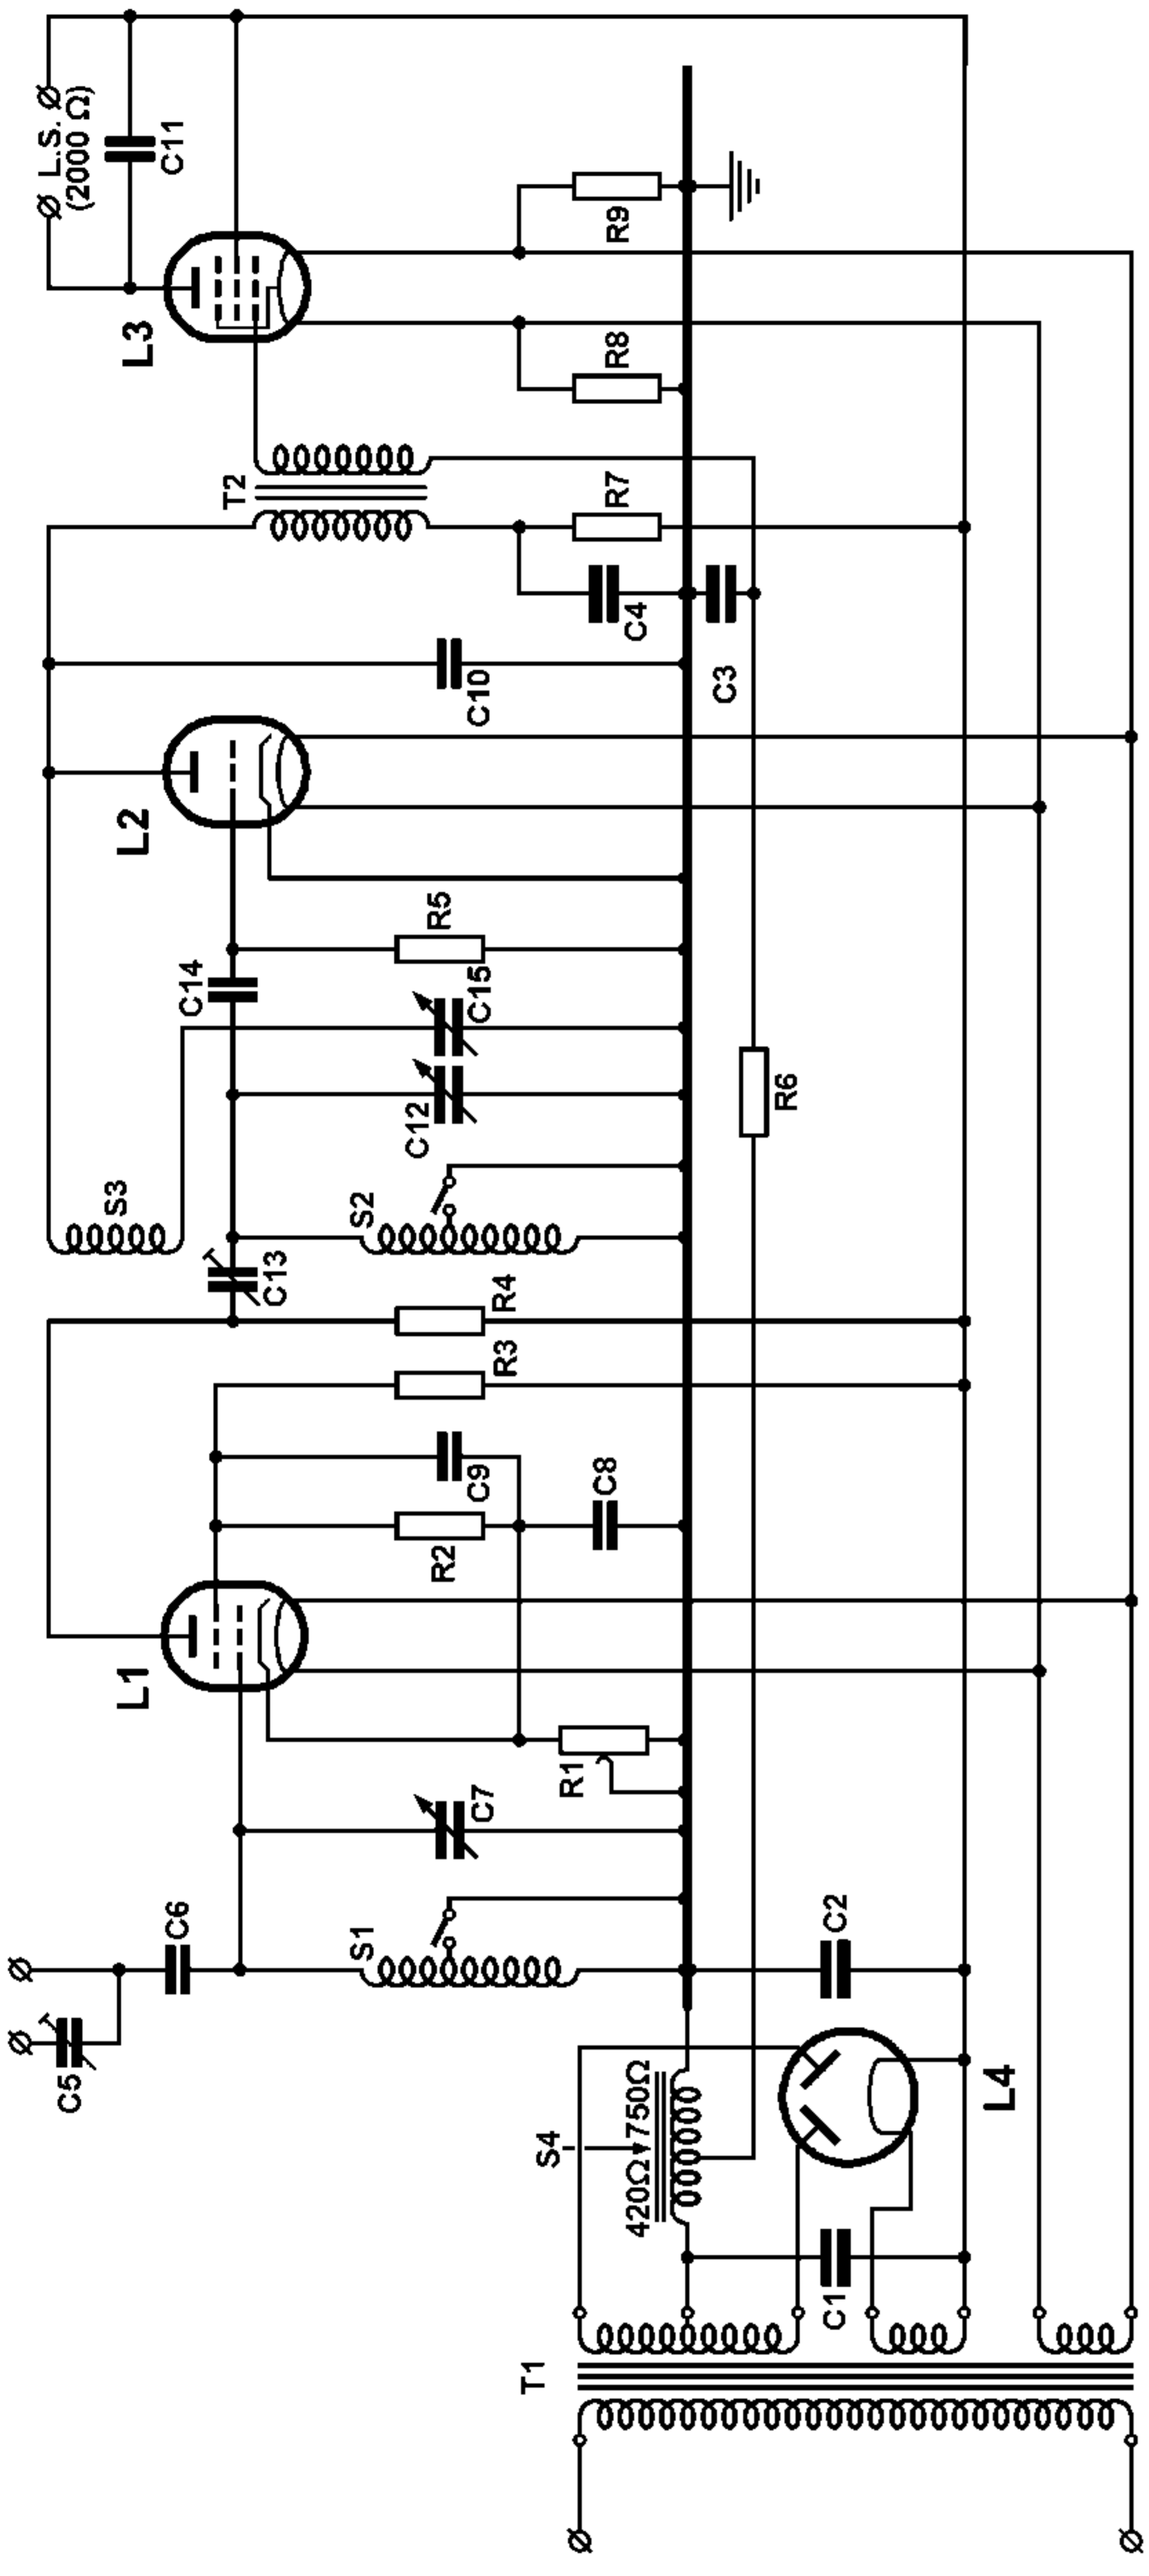 L.S.
(2000 Ω)
C11
L3
R9
R8
T2
R7
C4
C3
C10
L2
R5
C14
C15
C12
R6
S3
S2
C13
R4
R3
C9
C8
R2
L1
R1
C7
C6
S1
C5
C2
S4
420Ω 750Ω
L4
C1
T1